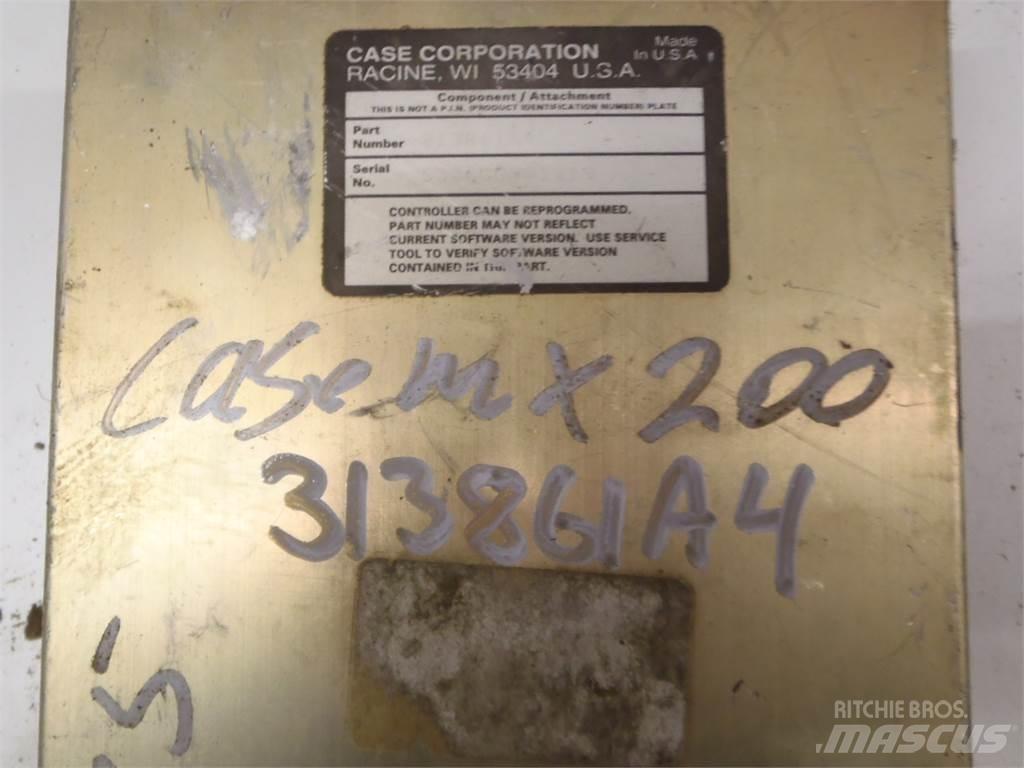 CASE CORPORATION
RACINE, WI 53404 U.S.A.
Made
In U.S.A
Component / Attachment
THIS IS NOT A P.I.N. (PRODUCT IDENTIFICATION NUMBER) PLATE
Part
Number
Serial
No.
CONTROLLER CAN BE REPROGRAMMED.
PART NUMBER MAY NOT REFLECT
CURRENT SOFTWARE VERSION. USE SERVICE
TOOL TO VERIFY SOFTWARE VERSION
CONTAINED IN PART.
Case mx 200
313861A4
RITCHIE BROS.
MASCUS